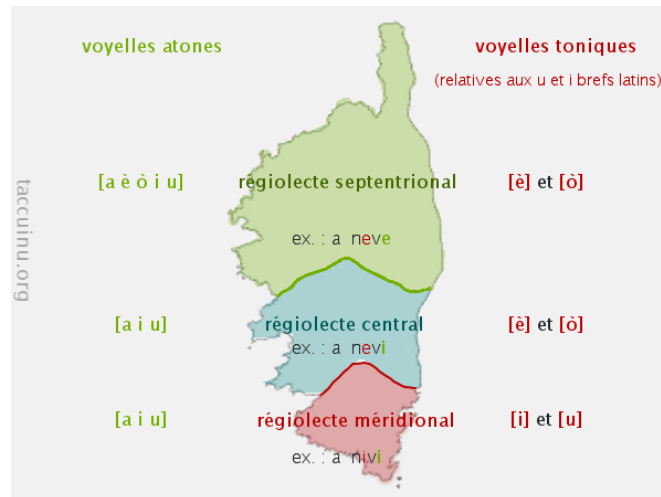 voyelles atones
voyelles toniques
(relatives aux u et i brefs latins)
[a è ò i u]
régiolecte septentrional
[è] et [ò]
ex. : a neve
taccuinu.org
[a i u]
régiolecte central
[è] et [ò]
ex. : a nevi
[a i u]
régiolecte méridional
[i] et [u]
ex. : a nivi